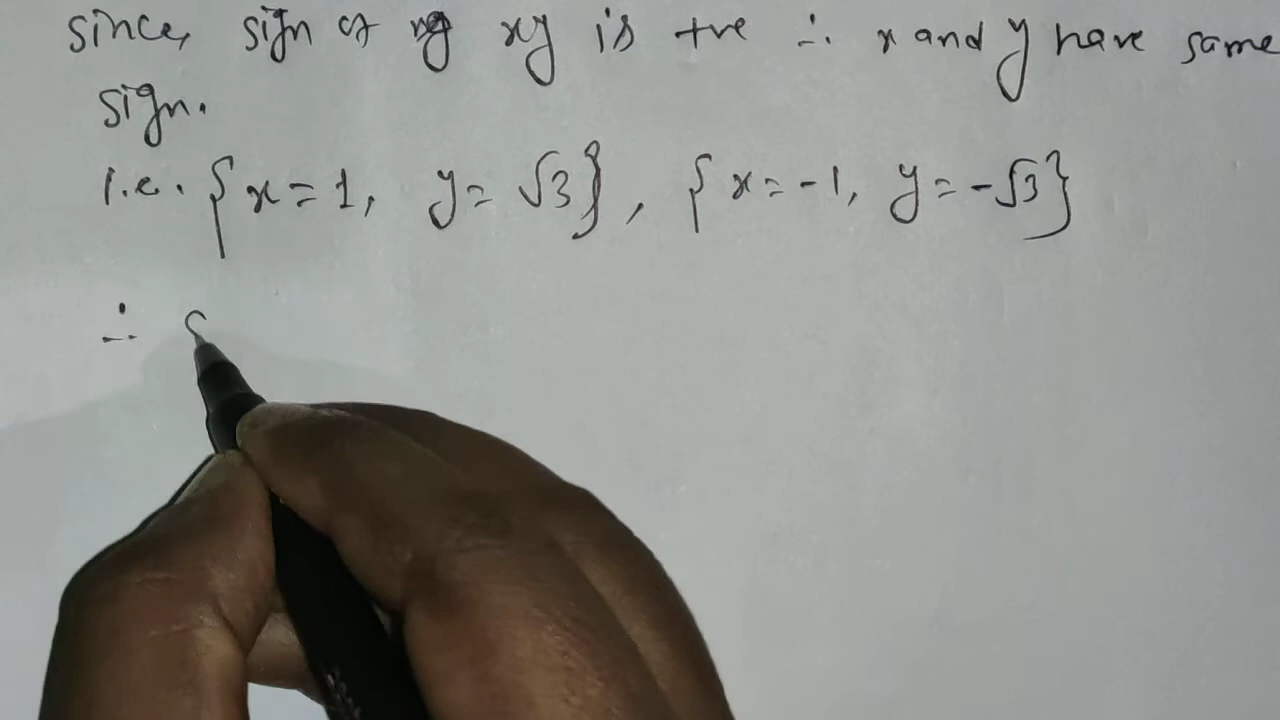 since, sign of xy is +ve ∴ x and y have same
sign.
i.e. {x=1, y=√3}, {x=-1, y=-√3}
∴